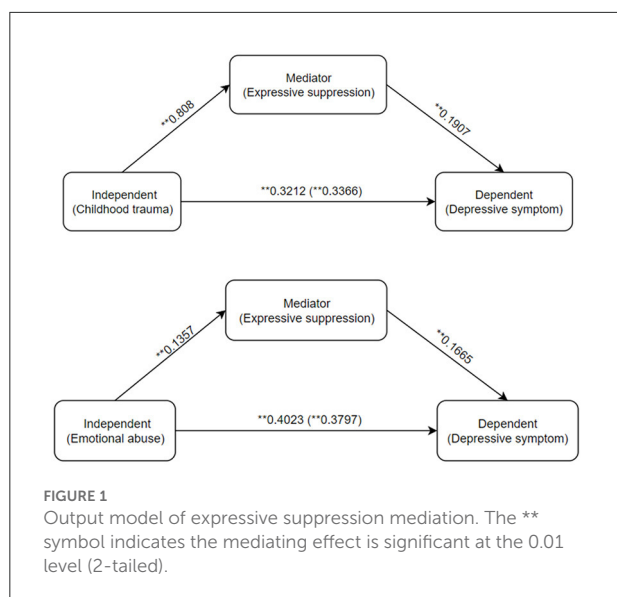 Mediator
(Expressive suppression)
**0.808
**0.1907
Independent
(Childhood trauma)
**0.3212 (**0.3366)
Dependent
(Depressive symptom)
Mediator
(Expressive suppression)
**0.1357
**0.1665
Independent
(Emotional abuse)
**0.4023 (**0.3797)
Dependent
(Depressive symptom)
FIGURE 1
Output model of expressive suppression mediation. The **
symbol indicates the mediating effect is significant at the 0.01
level (2-tailed).